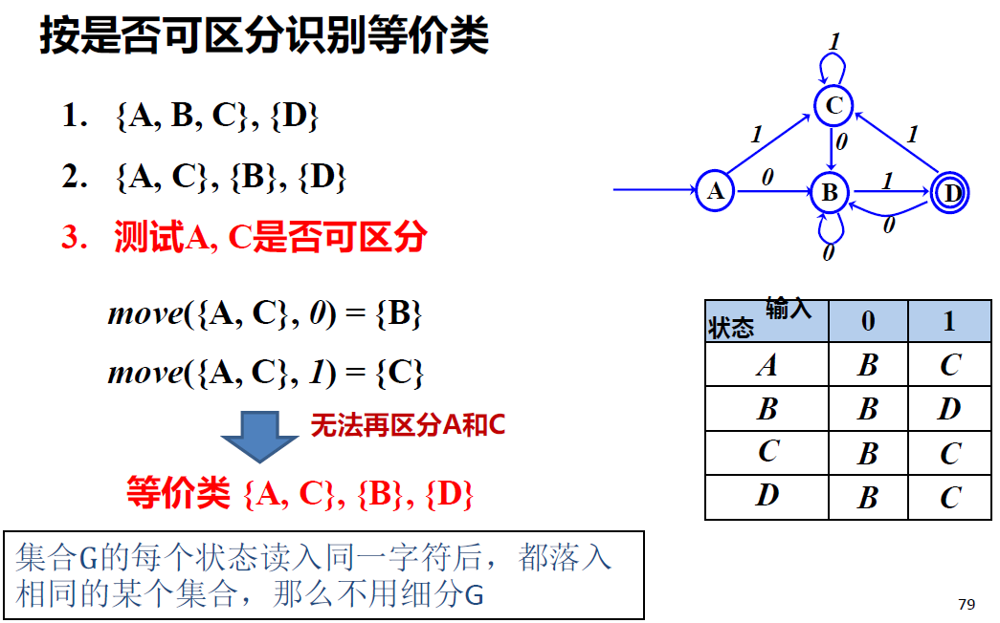 按是否可区分识别等价类
1. {A, B, C}, {D}
2. {A, C}, {B}, {D}
3. 测试A, C是否可区分
move({A, C}, 0) = {B}
move({A, C}, 1) = {C}
无法再区分A和C
等价类 {A, C}, {B}, {D}
集合G的每个状态读入同一字符后，都落入
相同的某个集合，那么不用细分G
1
C
1
0
1
A
0
B
1
D
0
0
输入
状态 0 1
A B C
B B D
C B C
D B C
79